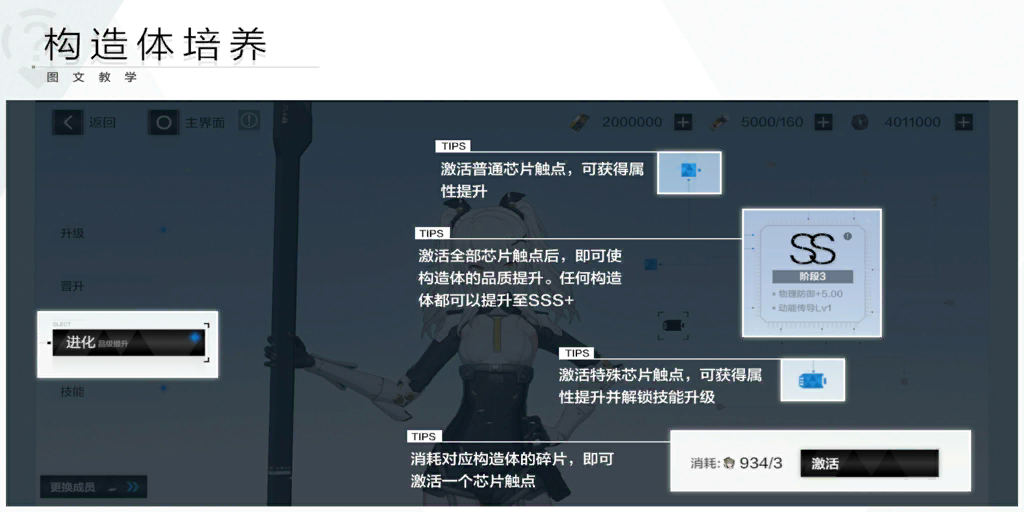 构造体培养
图文教学
返回
主界面
2000000
5000/160
4011000
TIPS
激活普通芯片触点，可获得属
性提升
升级
TIPS
激活全部芯片触点后，即可使
构造体的品质提升。任何构造
体都可以提升至SSS+
SS
阶段3
物理防御+5.00
动能传导Lv1
晋升
进化 品级提升
技能
TIPS
激活特殊芯片触点，可获得属
性提升并解锁技能升级
TIPS
消耗对应构造体的碎片，即可
激活一个芯片触点
消耗: 934/3
激活
更换成员